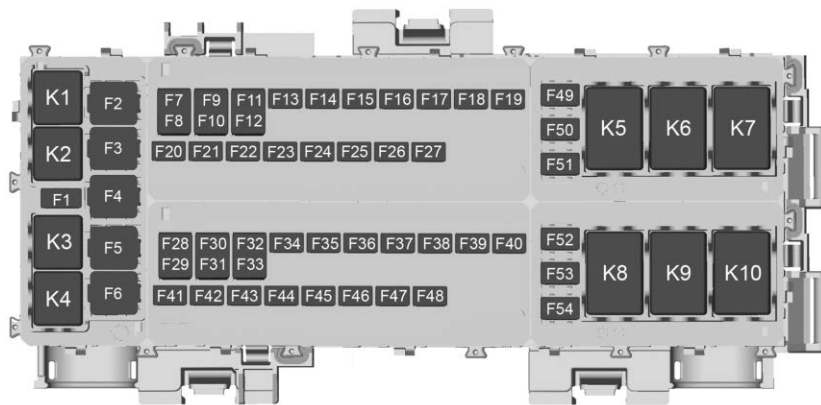 K1 F2
K2 F3
F1 F4
K3 F5
K4 F6
F7 F9 F11 F13 F14 F15 F16 F17 F18 F19
F8 F10 F12
F20 F21 F22 F23 F24 F25 F26 F27
F28 F30 F32 F34 F35 F36 F37 F38 F39 F40
F29 F31 F33
F41 F42 F43 F44 F45 F46 F47 F48
F49
F50 K5 K6 K7
F51
F52
F53 K8 K9 K10
F54